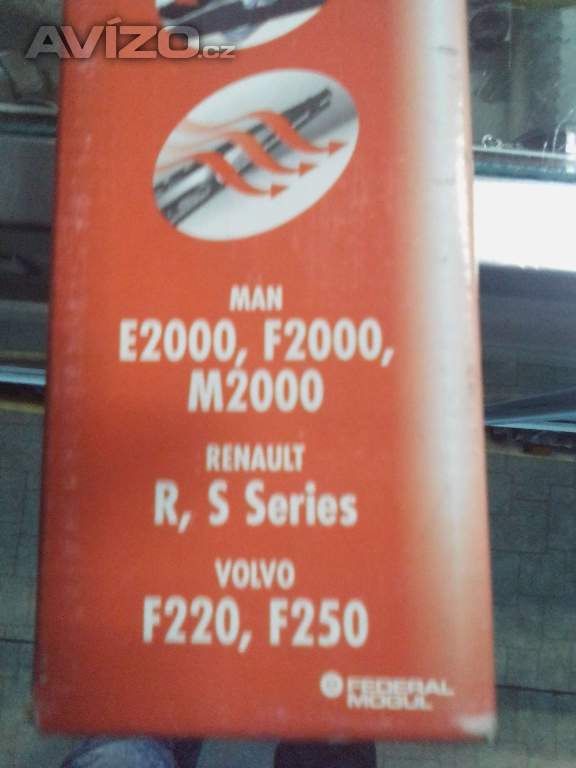 AVÍZO.cz
MAN
E2000, F2000,
M2000
RENAULT
R, S Series
VOLVO
F220, F250
FEDERAL
MOGUL